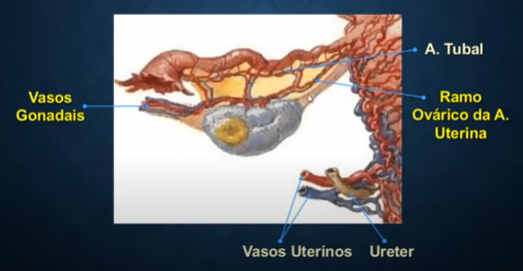 A. Tubal
Vasos
Gonadais
Ramo
Ovárico da A.
Uterina
Vasos Uterinos
Ureter